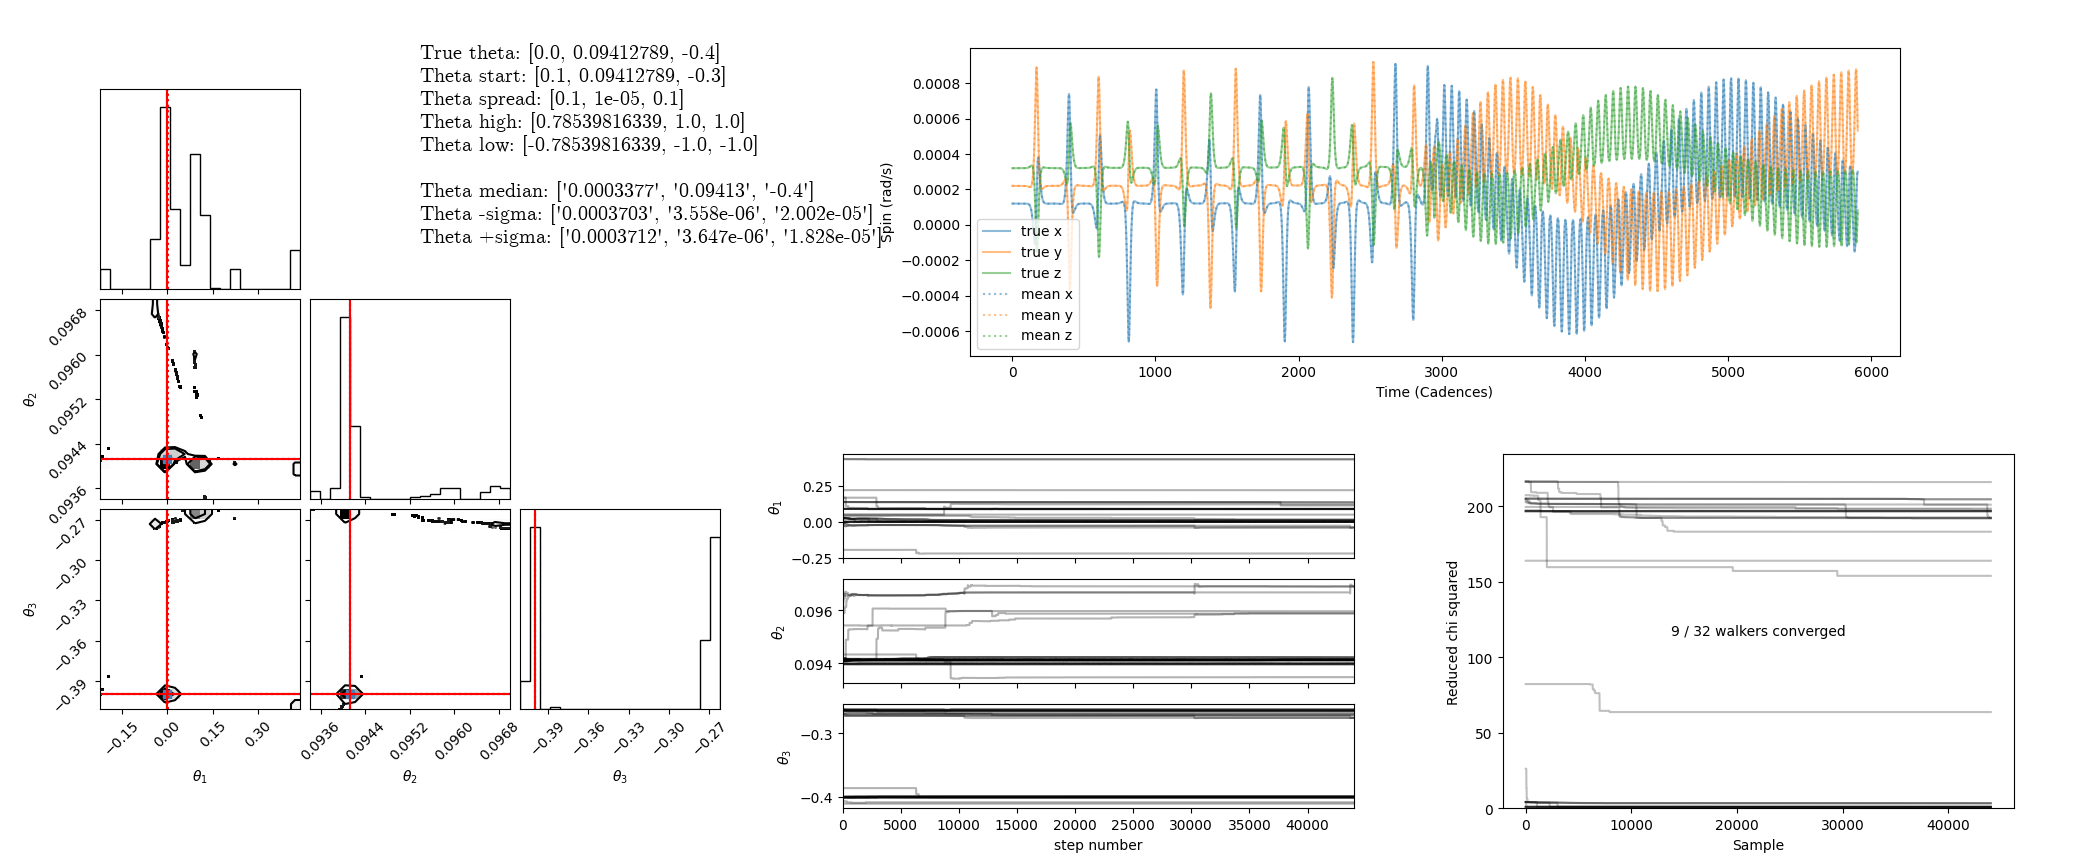 True theta: [0.0, 0.09412789, -0.4]
Theta start: [0.1, 0.09412789, -0.3]
Theta spread: [0.1, 1e-05, 0.1]
Theta high: [0.78539816339, 1.0, 1.0]
Theta low: [-0.78539816339, -1.0, -1.0]
Theta median: ['0.0003377', '0.09413', '-0.4']
Theta -sigma: ['0.0003703', '3.558e-06', '2.002e-05']
Theta +sigma: ['0.0003712', '3.647e-06', '1.828e-05']
θ2
0.0968
0.0960
0.0952
0.0944
0.0936
θ3
−0.27
−0.30
−0.33
−0.36
−0.39
−0.15 0.00 0.15 0.30
θ1
0.0936 0.0944 0.0952 0.0960 0.0968
θ2
−0.39 −0.36 −0.33 −0.30 −0.27
θ3
Spin (rad/s)
0.0008
0.0006
0.0004
0.0002
0.0000
−0.0002
−0.0004
−0.0006
true x
true y
true z
mean x
mean y
mean z
0 1000 2000 3000 4000 5000 6000
Time (Cadences)
θ1
0.25
0.00
−0.25
θ2
0.096
0.094
θ3
−0.3
−0.4
0 5000 10000 15000 20000 25000 30000 35000 40000
step number
Reduced chi squared
200
150
100
50
0
9 / 32 walkers converged
0 10000 20000 30000 40000
Sample